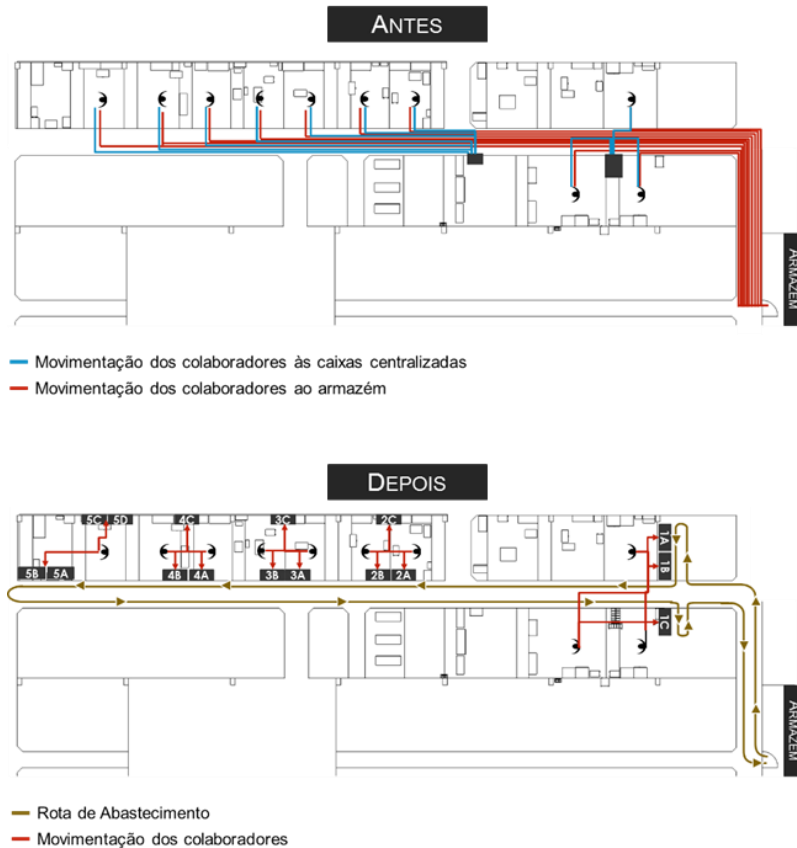 ANTES
ARMAZÉM
Movimentação dos colaboradores às caixas centralizadas
Movimentação dos colaboradores ao armazém
DEPOIS
5C 5D
4C
3C
2C
1A
1B
5B 5A
4B 4A
3B 3A
2B 2A
1C
ARMAZÉM
Rota de Abastecimento
Movimentação dos colaboradores